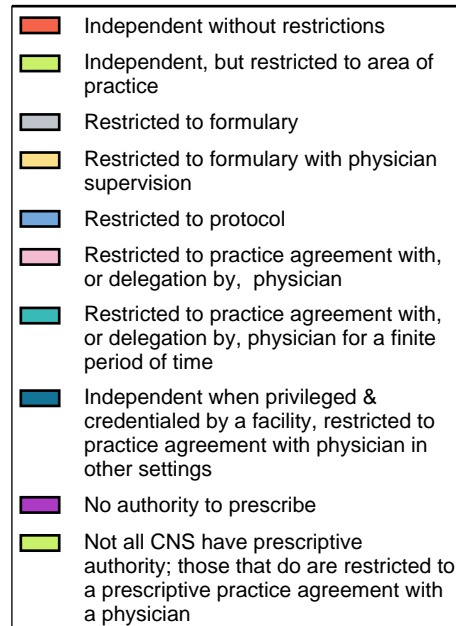 Independent without restrictions
Independent, but restricted to area of
practice
Restricted to formulary
Restricted to formulary with physician
supervision
Restricted to protocol
Restricted to practice agreement with,
or delegation by, physician
Restricted to practice agreement with,
or delegation by, physician for a finite
period of time
Independent when privileged &
credentialed by a facility, restricted to
practice agreement with physician in
other settings
No authority to prescribe
Not all CNS have prescriptive
authority; those that do are restricted to
a prescriptive practice agreement with
a physician